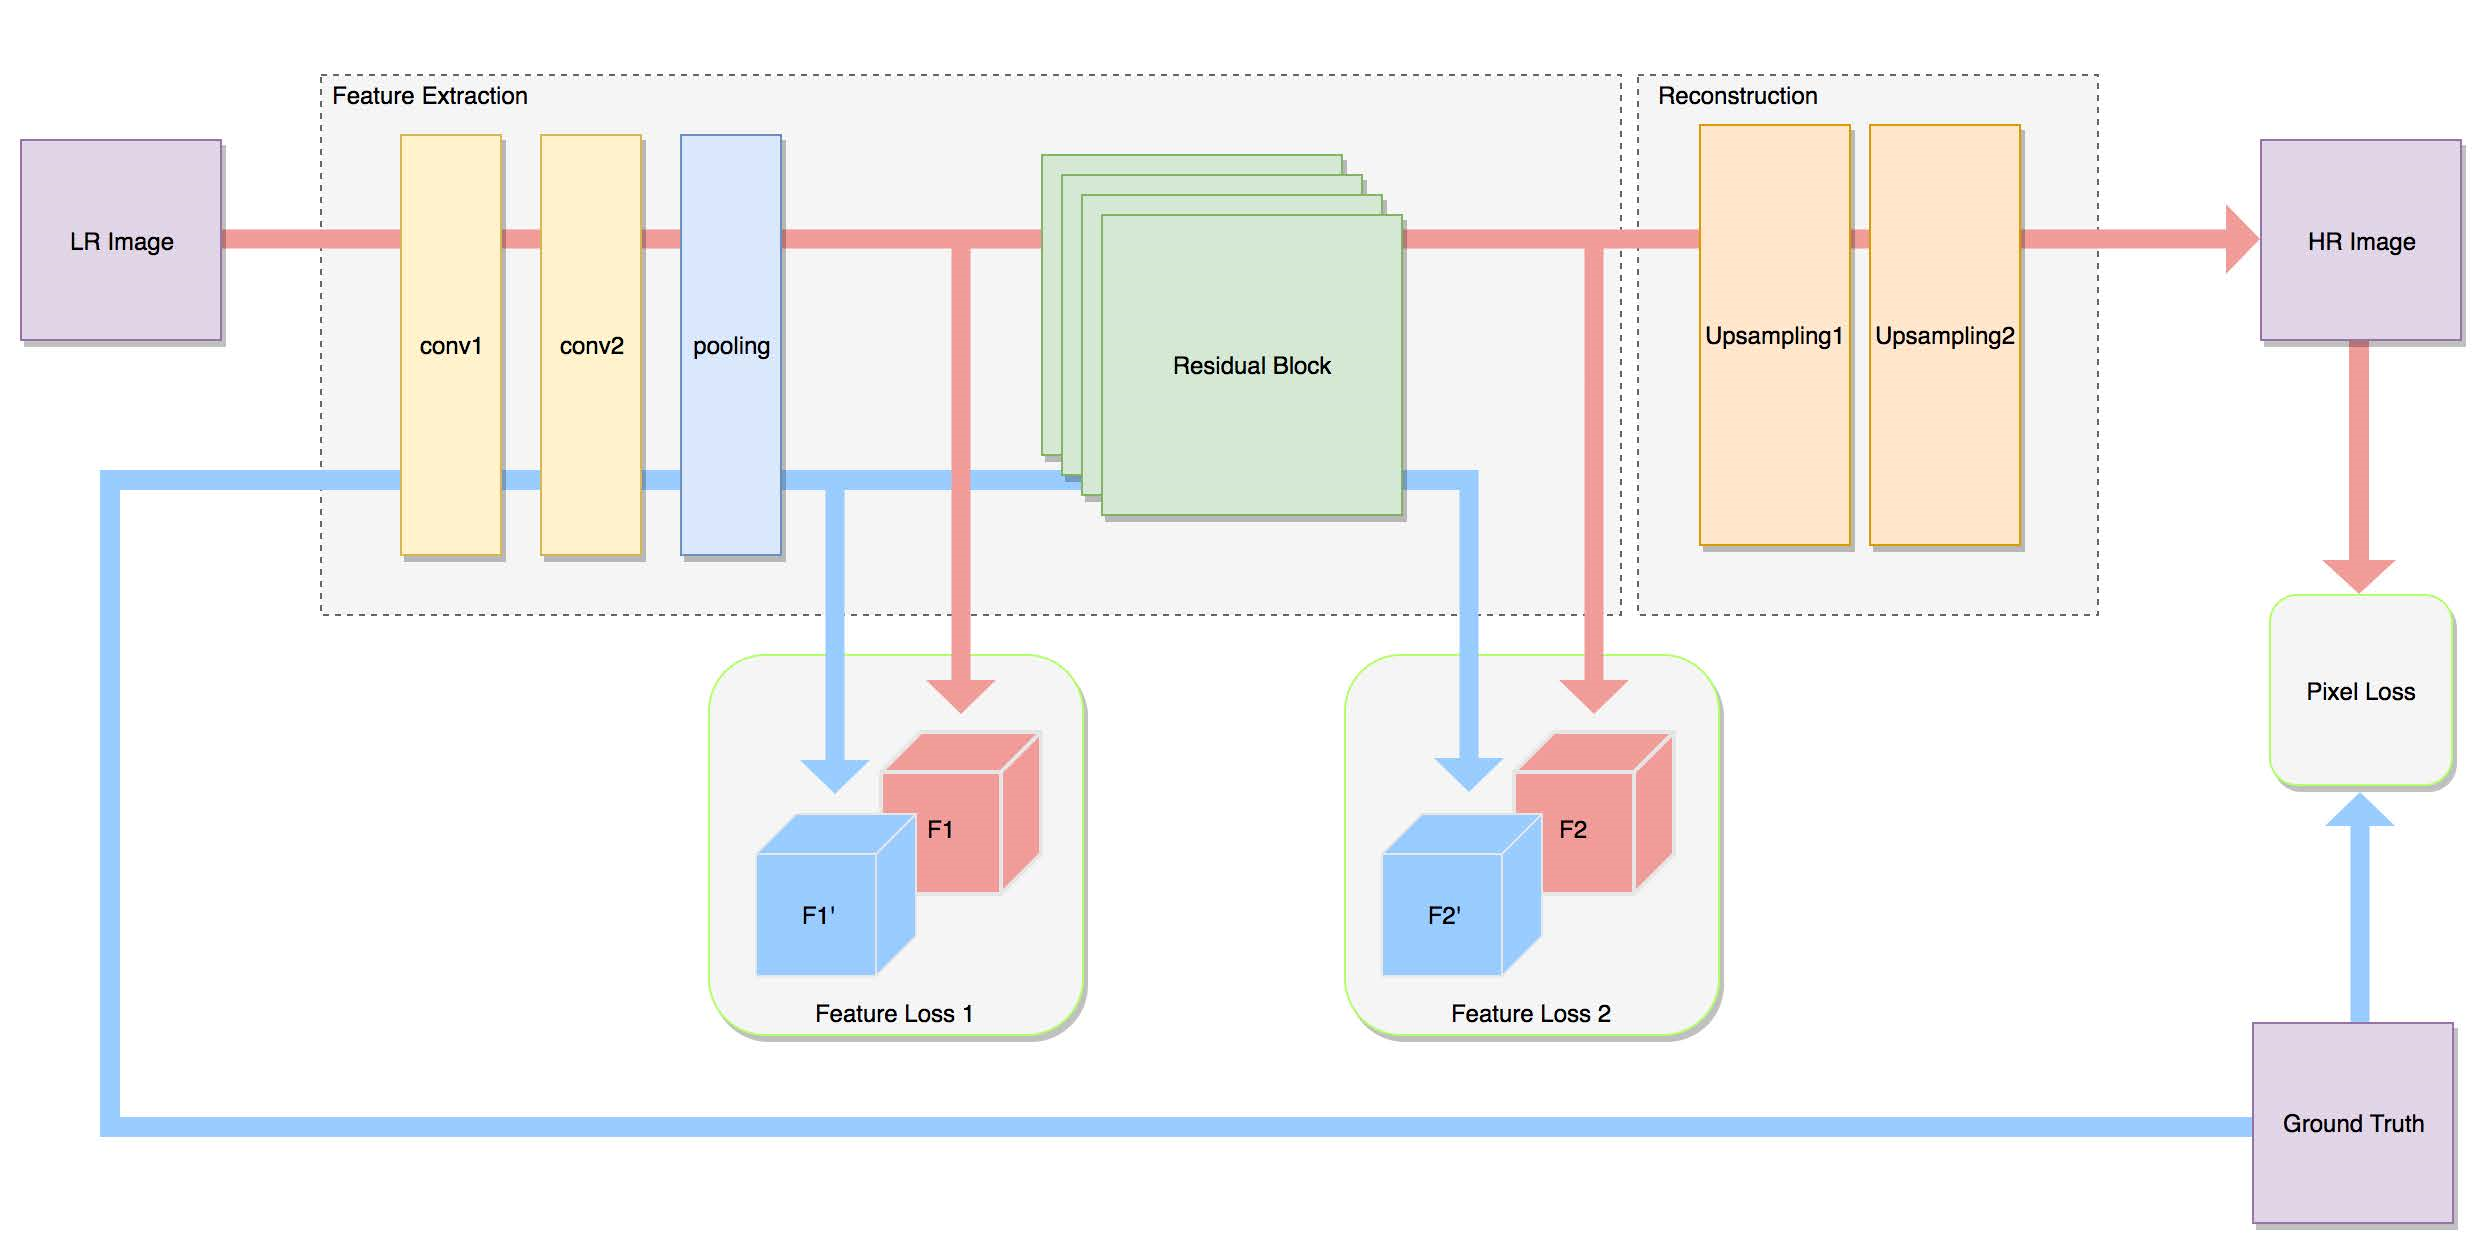 Feature Extraction
Reconstruction
LR Image
conv1
conv2
pooling
Residual Block
Upsampling1
Upsampling2
HR Image
Pixel Loss
F1
F1'
Feature Loss 1
F2
F2'
Feature Loss 2
Ground Truth